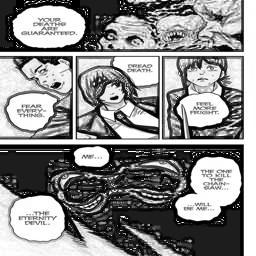 YOUR
DEATHS
ARE
GUARANTEED.
FEAR
EVERY-
THING.
DREAD
DEATH.
FEEL
MORE
FRIGHT.
ME...
THE ONE
TO KILL
THE
CHAIN-
SAW...
...WILL
BE ME...
...THE
ETERNITY
DEVIL.